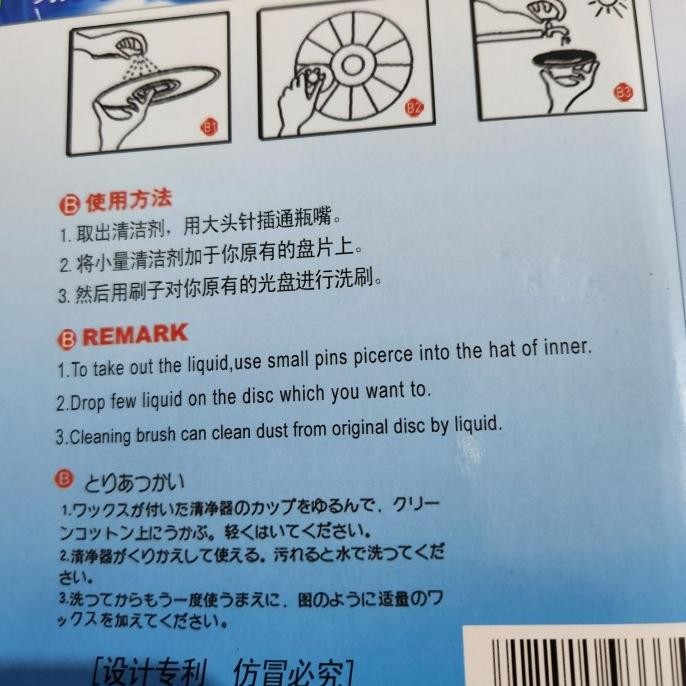 B1
B2
B3
B 使用方法
1. 取出清洁剂，用大头针插通瓶嘴。
2. 将小量清洁剂加于你原有的盘片上。
3. 然后用刷子对你原有的光盘进行洗刷。
B REMARK
1.To take out the liquid,use small pins picerce into the hat of inner.
2.Drop few liquid on the disc which you want to.
3.Cleaning brush can clean dust from original disc by liquid.
B とりあつかい
1.ワックスが付いた清净器のカップをゆるんで，クリー
ンコットン上にうかぶ。軽くはいてください。
2.清净器がくりかえして使える。汚れると水で洗つてくだ
さい。
3.洗つてからもう一度使うまえに，图のように适量のワ
ックスを加えてください。
[设计专利 仿冒必究]